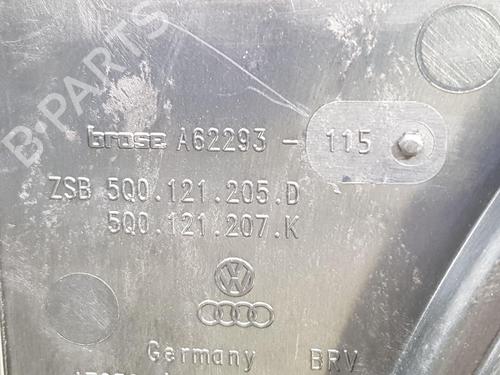 B-PARTS
brose A62293 - 115
ZSB 5Q0.121.205.D
5Q0.121.207.K
Germany BRV